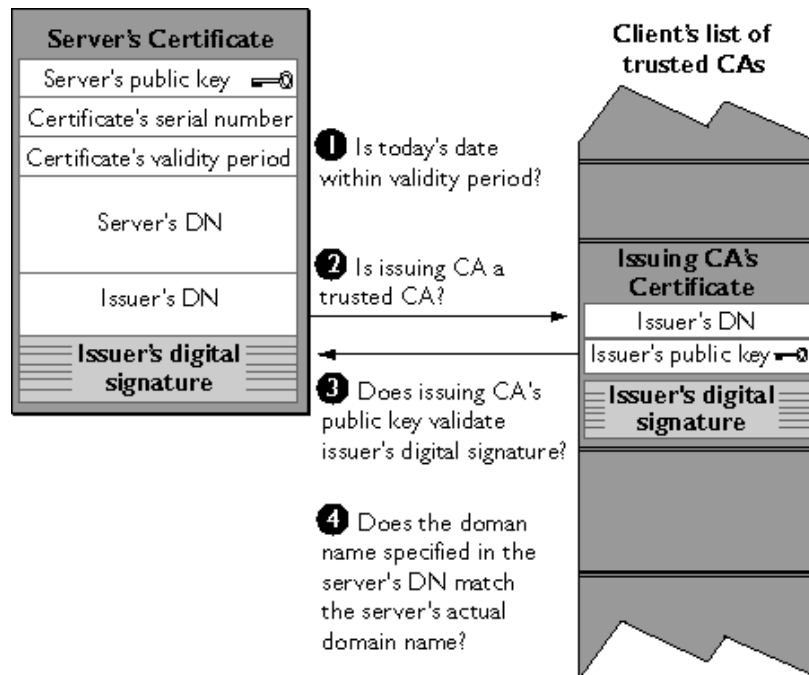 Server's Certificate
Server's public key
Certificate's serial number
Certificate's validity period
Server's DN
Issuer's DN
Issuer's digital
signature
1 Is today's date
within validity period?
2 Is issuing CA a
trusted CA?
3 Does issuing CA's
public key validate
issuer's digital signature?
4 Does the doman
name specified in the
server's DN match
the server's actual
domain name?
Client's list of
trusted CAs
Issuing CA's
Certificate
Issuer's DN
Issuer's public key
Issuer's digital
signature